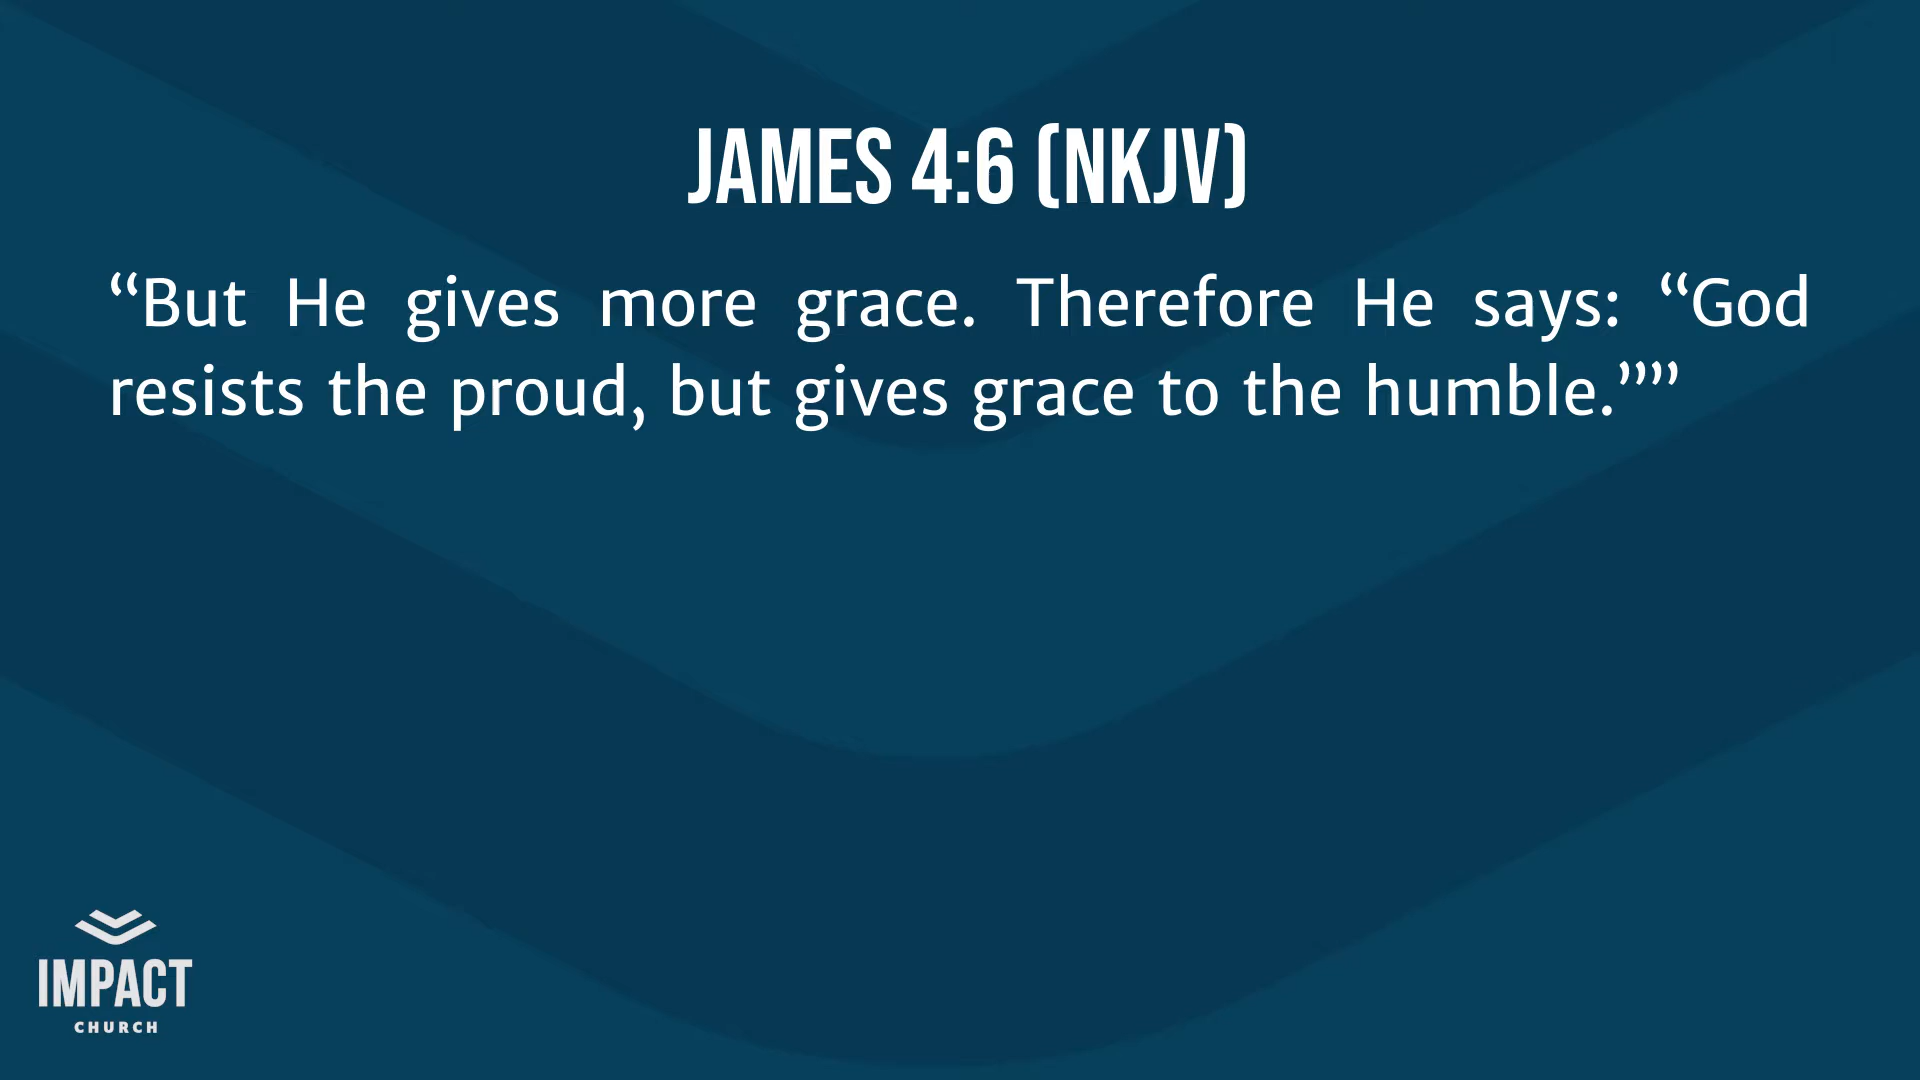 JAMES 4:6 (NKJV)
“But He gives more grace. Therefore He says: “God
resists the proud, but gives grace to the humble.””
IMPACT
CHURCH